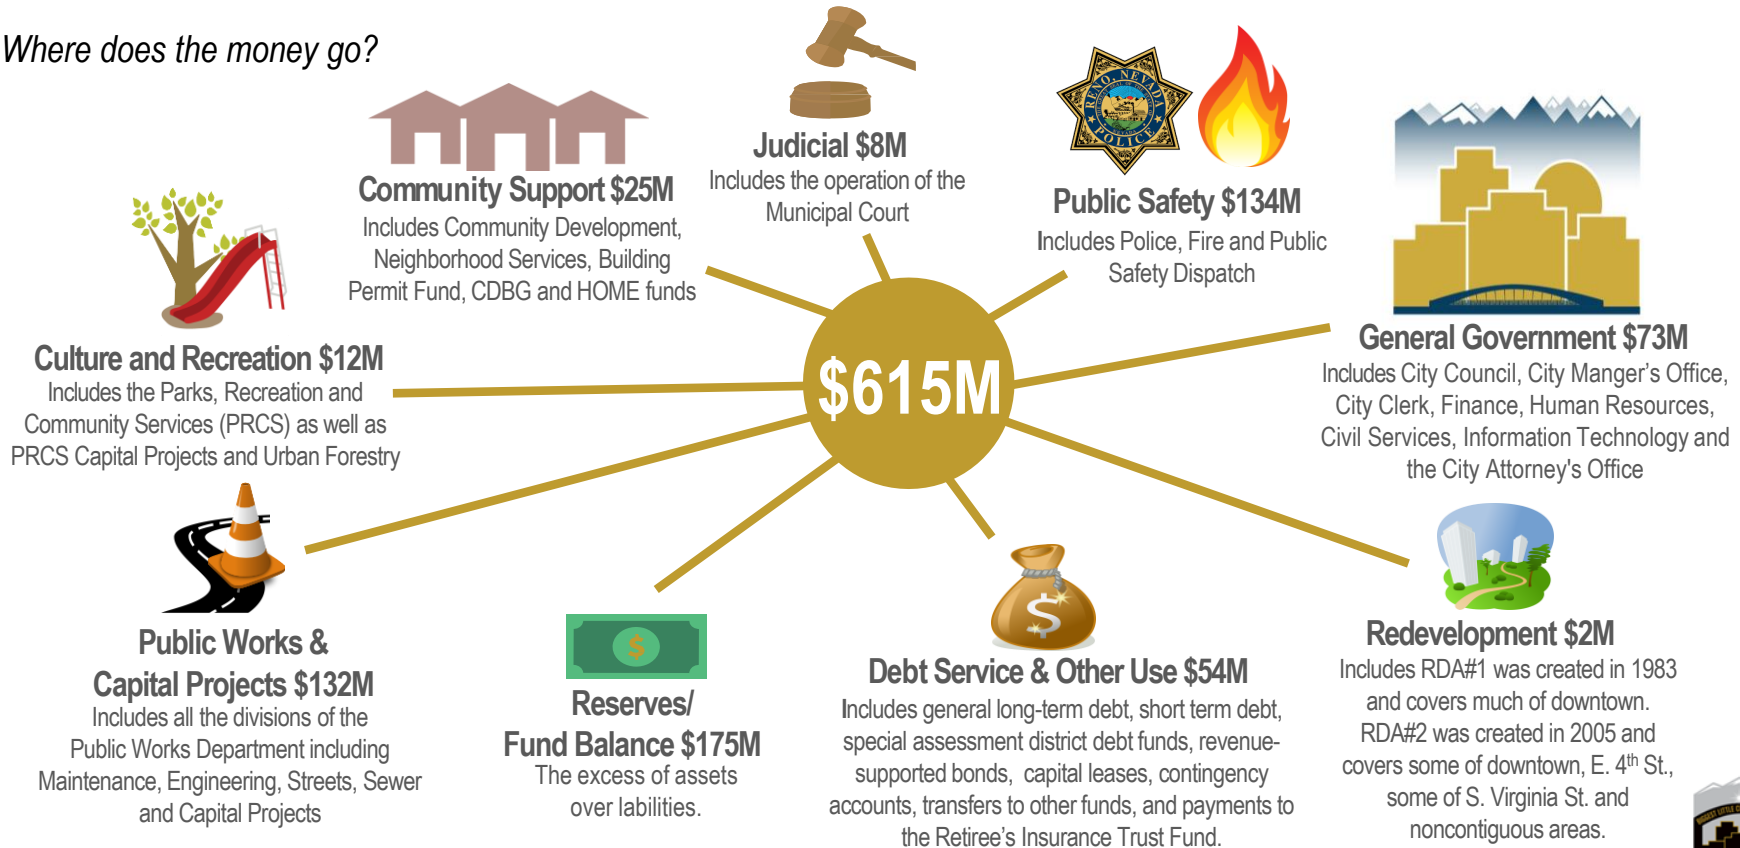 Where does the money go?
Judicial $8M
Includes the operation of the
Municipal Court
RENO, NEVADA
POLICE
Public Safety $134M
Includes Police, Fire and Public
Safety Dispatch
Community Support $25M
Includes Community Development,
Neighborhood Services, Building
Permit Fund, CDBG and HOME funds
General Government $73M
Includes City Council, City Manger's Office,
City Clerk, Finance, Human Resources,
Civil Services, Information Technology and
the City Attorney's Office
Culture and Recreation $12M
Includes the Parks, Recreation and
Community Services (PRCS) as well as
PRCS Capital Projects and Urban Forestry
$615M
Public Works &
Capital Projects $132M
Includes all the divisions of the
Public Works Department including
Maintenance, Engineering, Streets, Sewer
and Capital Projects
$
Reserves/
Fund Balance $175M
The excess of assets
over labilities.
$
Debt Service & Other Use $54M
Includes general long-term debt, short term debt,
special assessment district debt funds, revenue-
supported bonds, capital leases, contingency
accounts, transfers to other funds, and payments to
the Retiree's Insurance Trust Fund.
Redevelopment $2M
Includes RDA#1 was created in 1983
and covers much of downtown.
RDA#2 was created in 2005 and
covers some of downtown, E. 4th St.,
some of S. Virginia St. and
noncontiguous areas.
BIGGEST LITTLE